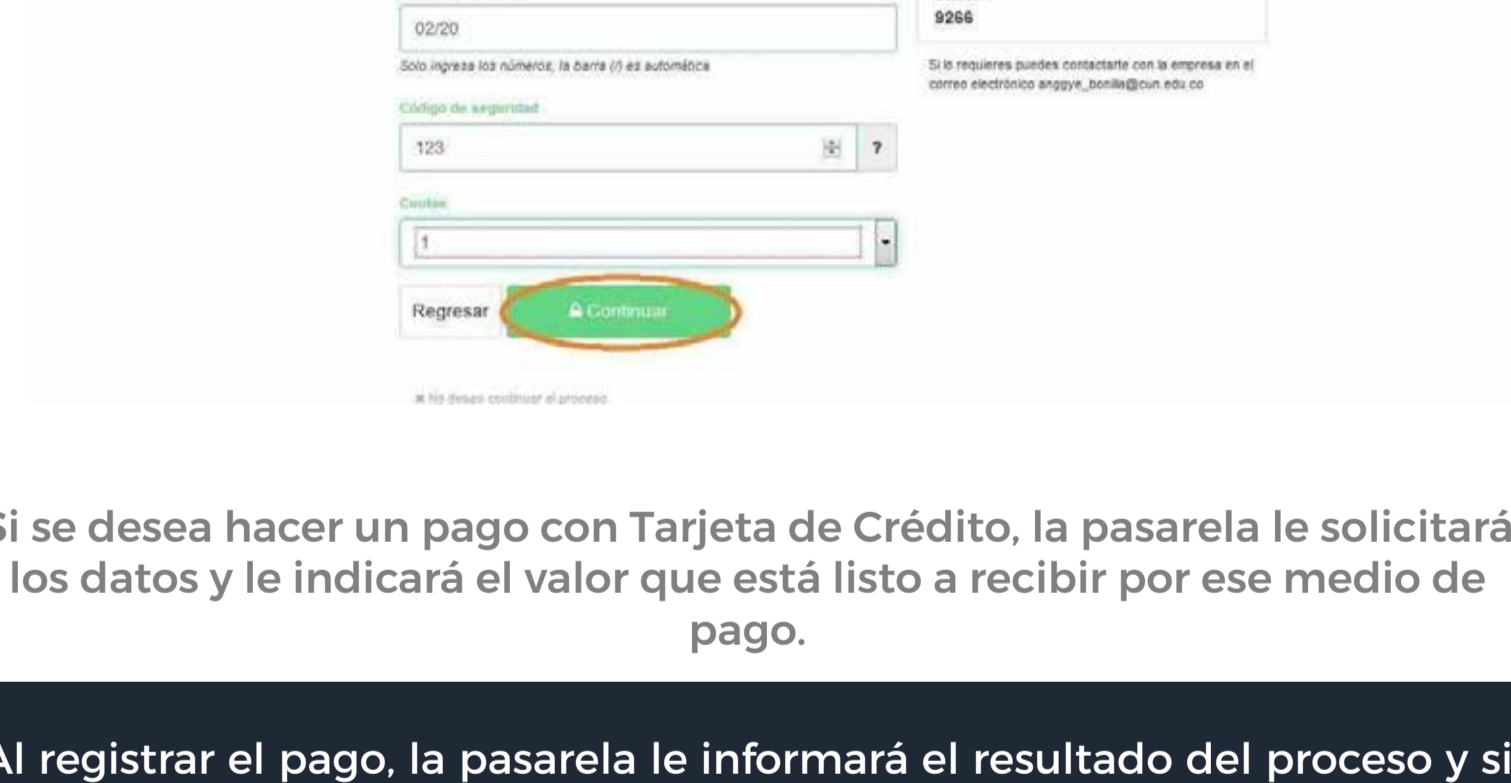 02/20
Solo ingresa los números, la barra (/) es automática
Código de seguridad
123
?
Cuotas
1
Regresar
Continuar
No deseo continuar el proceso
9266
Si lo requieres puedes contactarte con la empresa en el
correo electrónico anggye_bonilla@cun.edu.co
Si se desea hacer un pago con Tarjeta de Crédito, la pasarela le solicitará
los datos y le indicará el valor que está listo a recibir por ese medio de
pago.
Al registrar el pago, la pasarela le informará el resultado del proceso y si